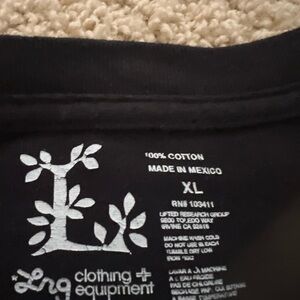 100% COTTON
MADE IN MEXICO
XL
RN# 103411
LIFTED RESEARCH GROUP
WAY
IRVINE CA
MACHINE WASH COLD
DO NOT USE BLEACH
TUMBLE DRY LOW
Lrg clothing +
equipment
L